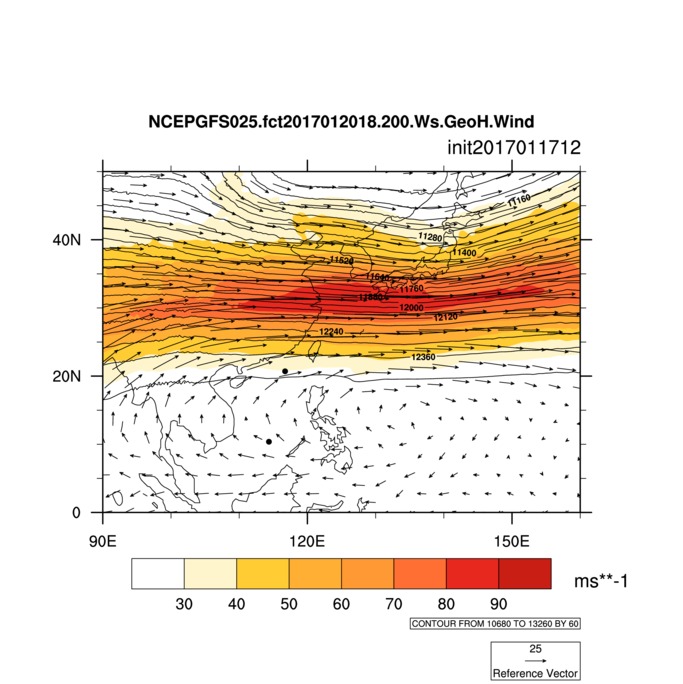 NCEPGFS025.fct2017012018.200.Ws.GeoH.Wind
init2017011712
11160
40N
11280
11400
11520
11640
11760
11880
12000
12120
12240
12360
20N
0
90E 120E 150E
ms**-1
30 40 50 60 70 80 90
CONTOUR FROM 10680 TO 13260 BY 60
25
Reference Vector